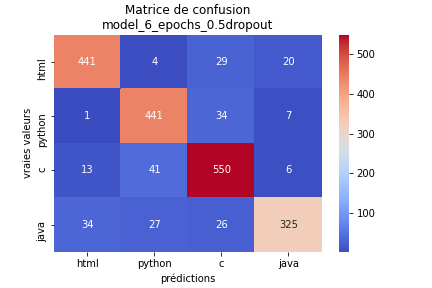 Matrice de confusion
model_6_epochs_0.5dropout
vraies valeurs
html 441 4 29 20
python 1 441 34 7
c 13 41 550 6
java 34 27 26 325
html python c java
prédictions
500
400
300
200
100